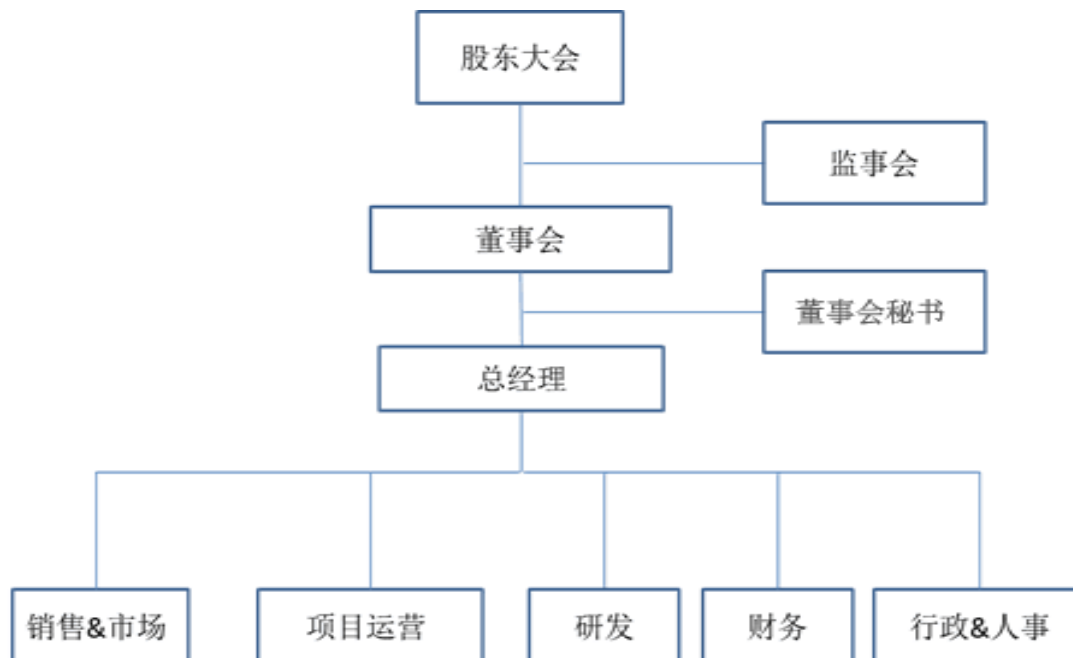 股东大会
监事会
董事会
董事会秘书
总经理
销售&市场
项目运营
研发
财务
行政&人事